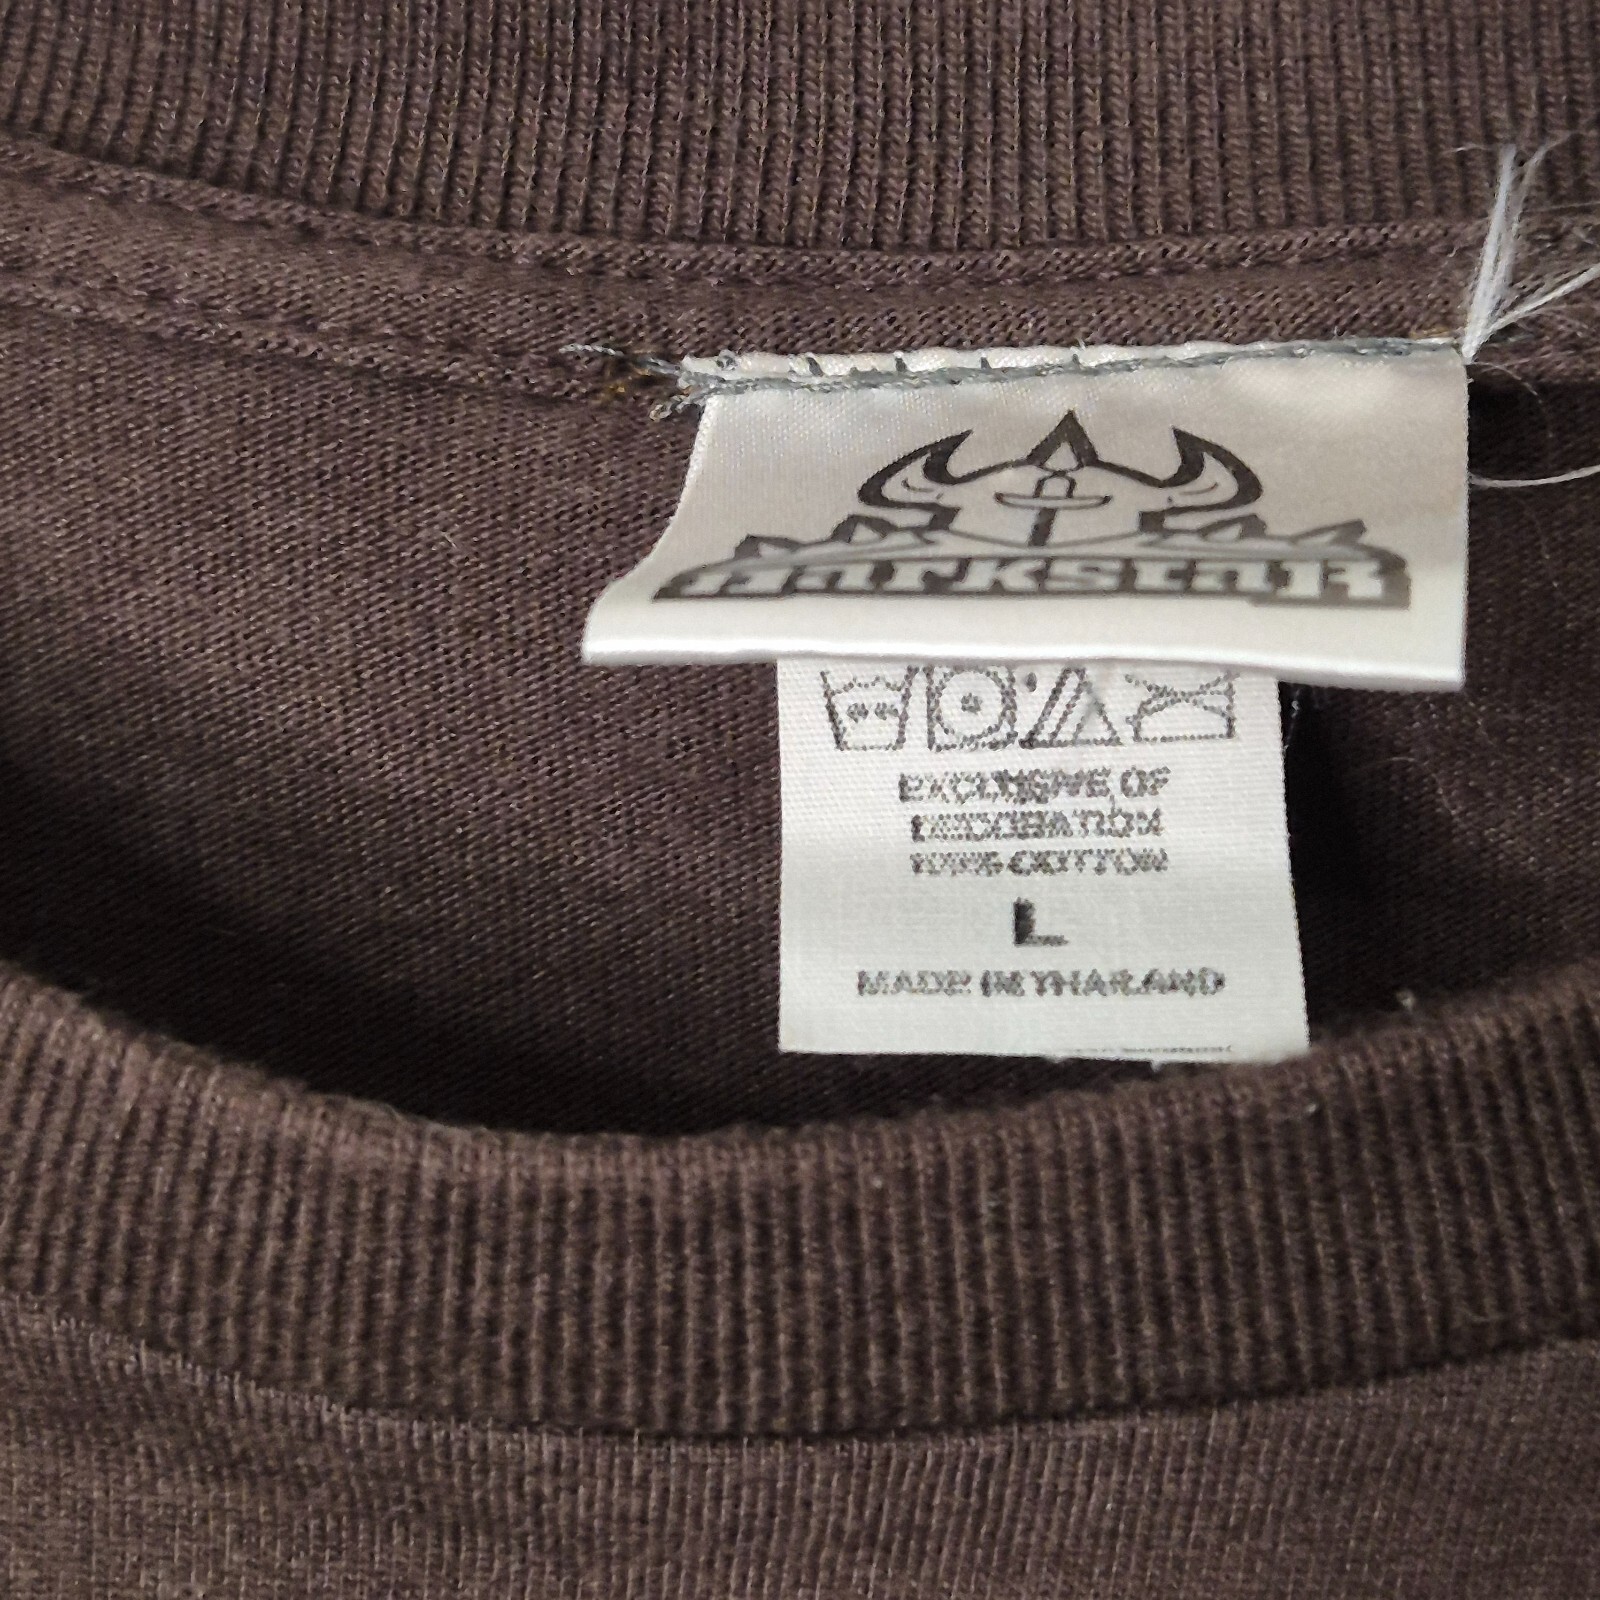 DarkstaR
EXCLUSIVE OF
DECORATION
100% COTTON
L
MADE IN THAILAND